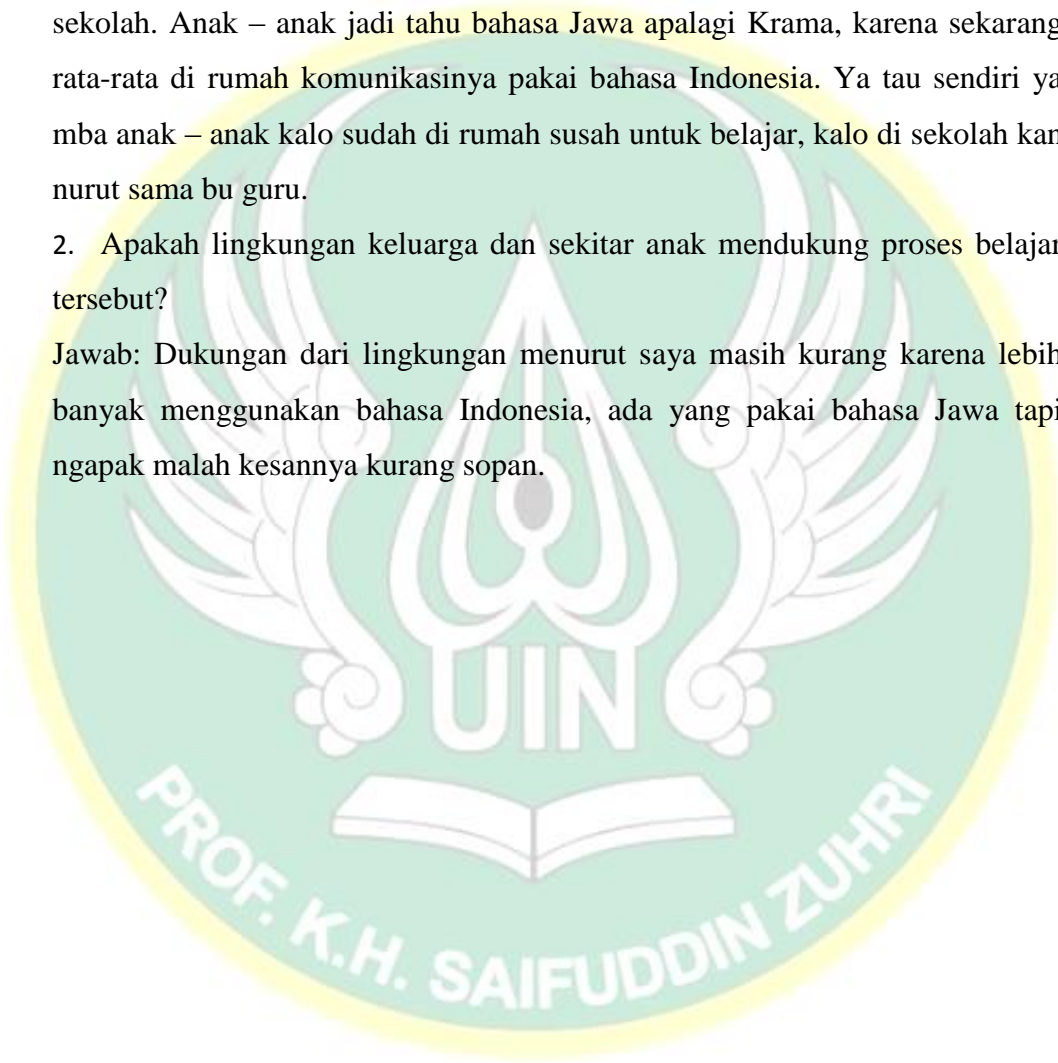 sekolah. Anak – anak jadi tahu bahasa Jawa apalagi Krama, karena sekarang
rata-rata di rumah komunikasinya pakai bahasa Indonesia. Ya tau sendiri ya
mba anak – anak kalo sudah di rumah susah untuk belajar, kalo di sekolah kan
nurut sama bu guru.
2. Apakah lingkungan keluarga dan sekitar anak mendukung proses belajar
tersebut?
Jawab: Dukungan dari lingkungan menurut saya masih kurang karena lebih
banyak menggunakan bahasa Indonesia, ada yang pakai bahasa Jawa tapi
ngapak malah kesannya kurang sopan.
UIN
PROF. K.H. SAIFUDDIN ZUHRI